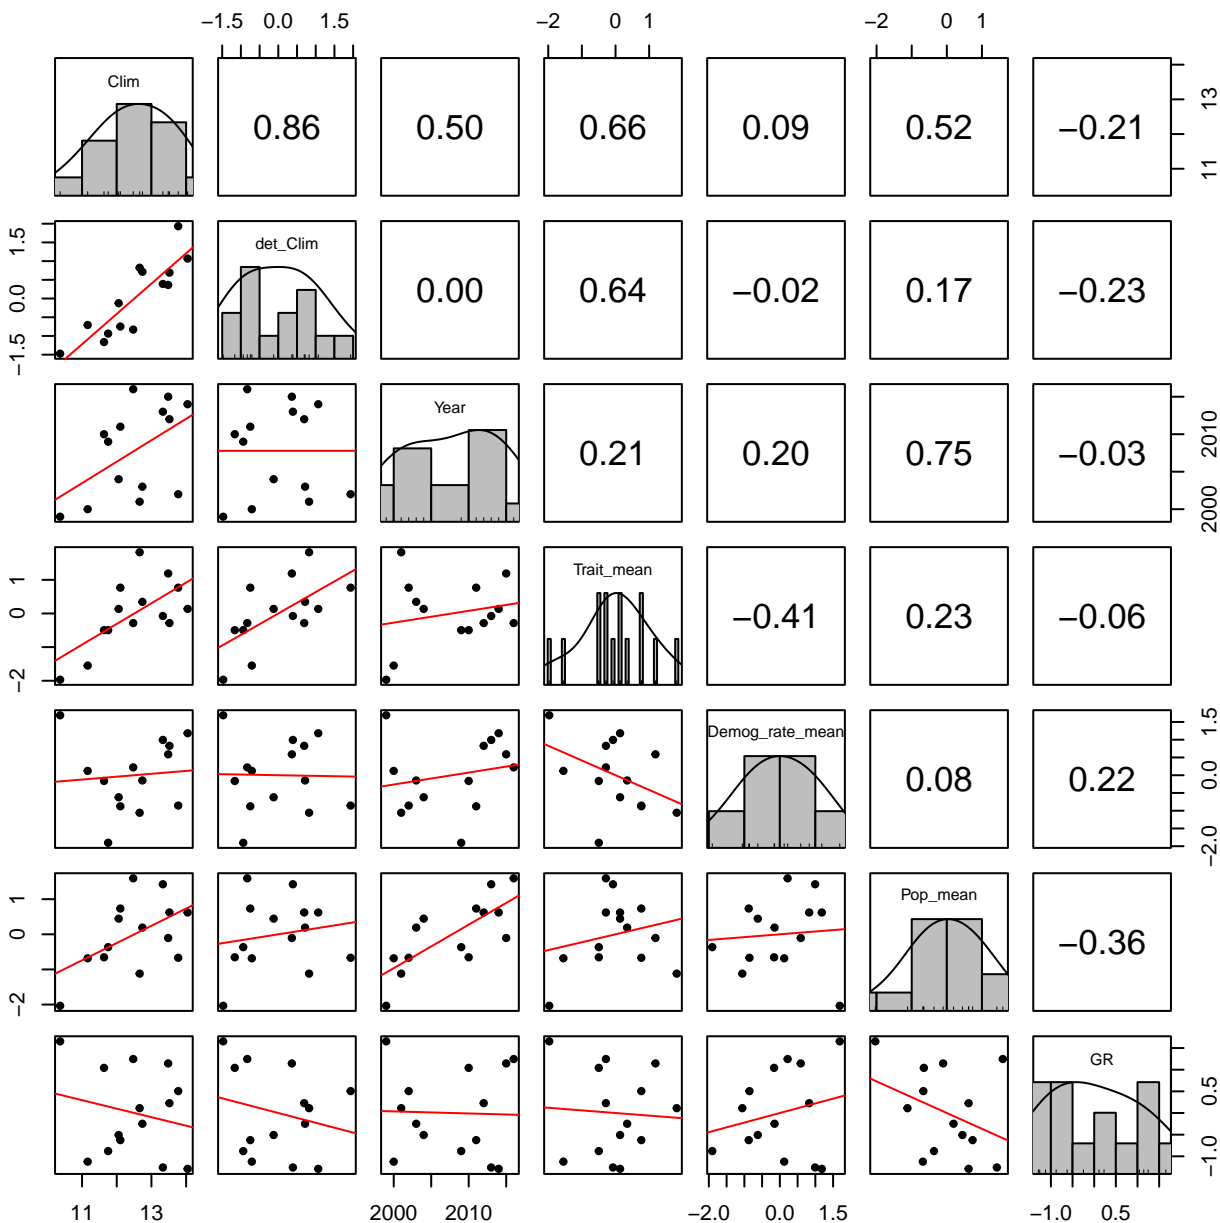 −1.5 0.0 1.5 −2 0 1 −2 0 1
Clim 0.86 0.50 0.66 0.09 0.52 −0.21 11 13
−1.5 0.0 1.5 det_Clim 0.00 0.64 −0.02 0.17 −0.23
Year 0.21 0.20 0.75 −0.03 2000 2010
−2 0 1 Trait_mean −0.41 0.23 −0.06
Demog_rate_mean 0.08 0.22 −2.0 0.0 1.5
−2 0 1 Pop_mean −0.36
GR −1.0 0.5
11 13 2000 2010 −2.0 0.0 1.5 −1.0 0.5